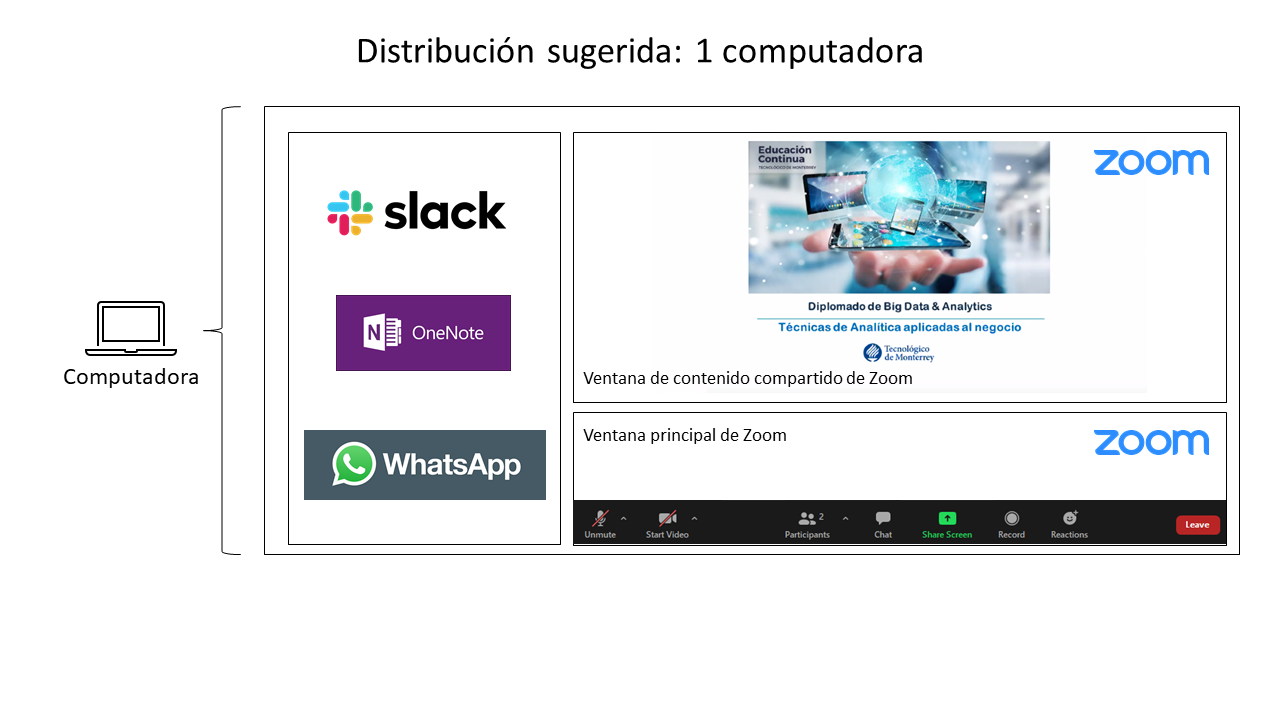 Distribución sugerida: 1 computadora
Computadora
slack
N OneNote
WhatsApp
Educación
Continua
TECNOLÓGICO DE MONTERREY
zoom
Diplomado de Big Data & Analytics
Técnicas de Analítica aplicadas al negocio
Tecnológico
de Monterrey
Ventana de contenido compartido de Zoom
Ventana principal de Zoom
zoom
2
Unmute Start Video Participants Chat Share Screen Record Reactions Leave